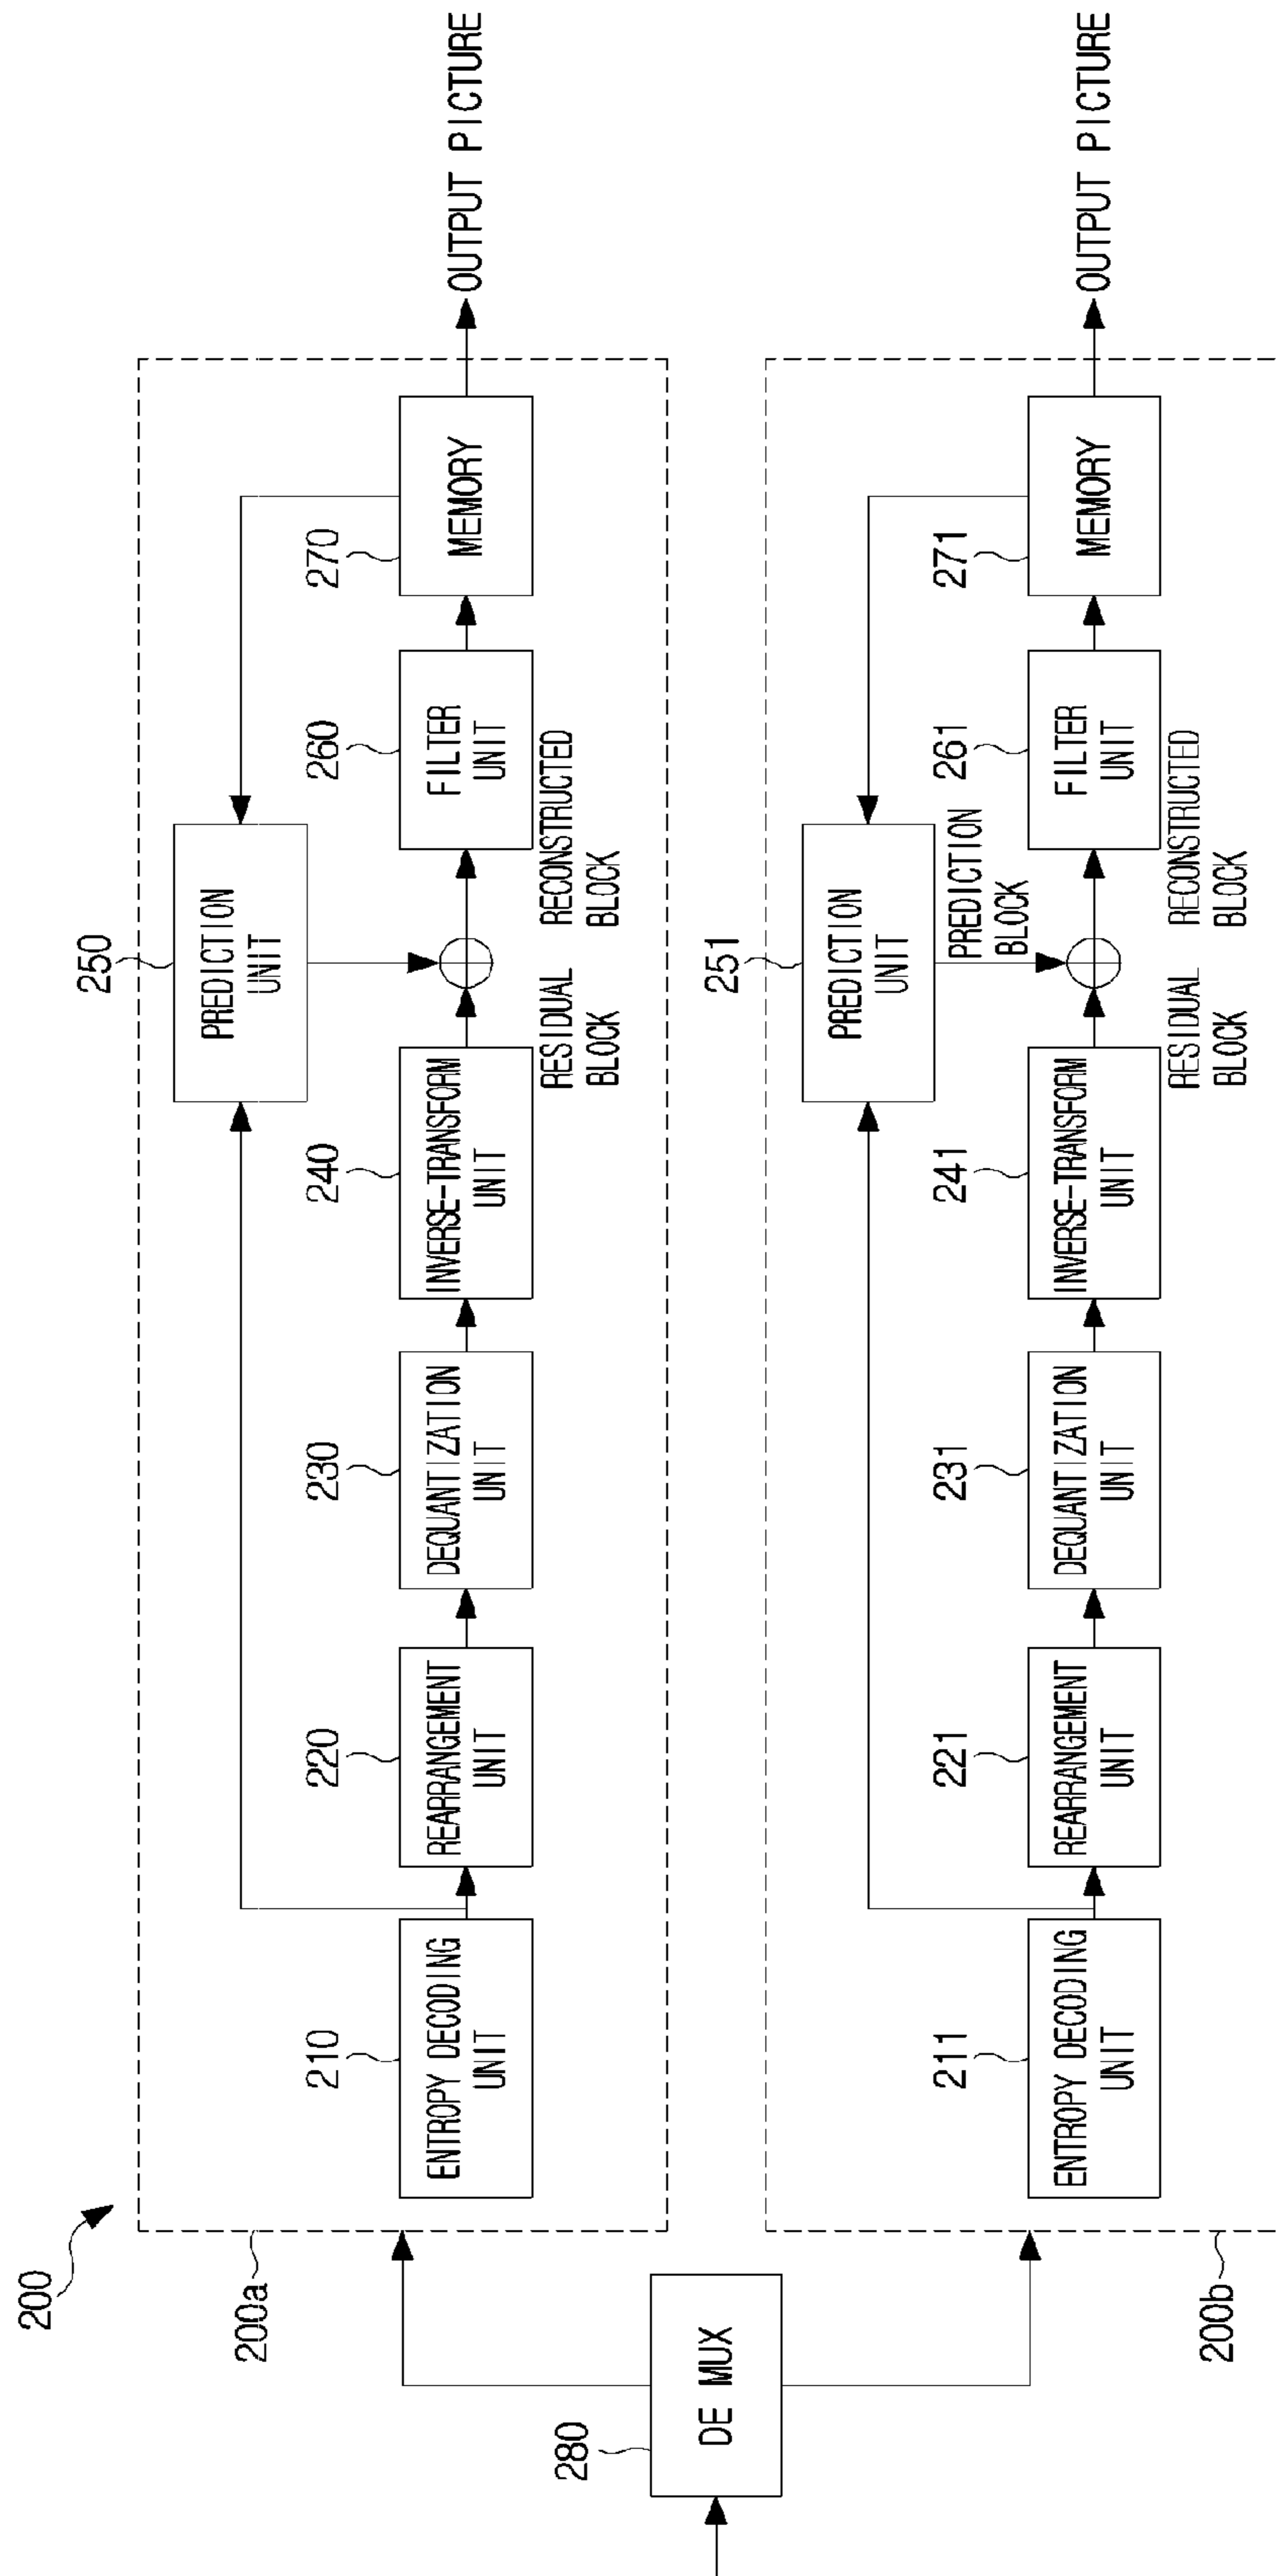 200
200a
250
PREDICTION
UNIT
210
220
230
240
260
270
ENTROPY DECODING
UNIT
REARRANGEMENT
UNIT
DEQUANTIZATION
UNIT
INVERSE-TRANSFORM
UNIT
FILTER
UNIT
MEMORY
OUTPUT PICTURE
RESIDUAL
BLOCK
RECONSTRUCTED
BLOCK
280
DE MUX
251
PREDICTION
UNIT
PREDICTION
BLOCK
211
221
231
241
261
271
ENTROPY DECODING
UNIT
REARRANGEMENT
UNIT
DEQUANTIZATION
UNIT
INVERSE-TRANSFORM
UNIT
FILTER
UNIT
MEMORY
OUTPUT PICTURE
RESIDUAL
BLOCK
RECONSTRUCTED
BLOCK
200b